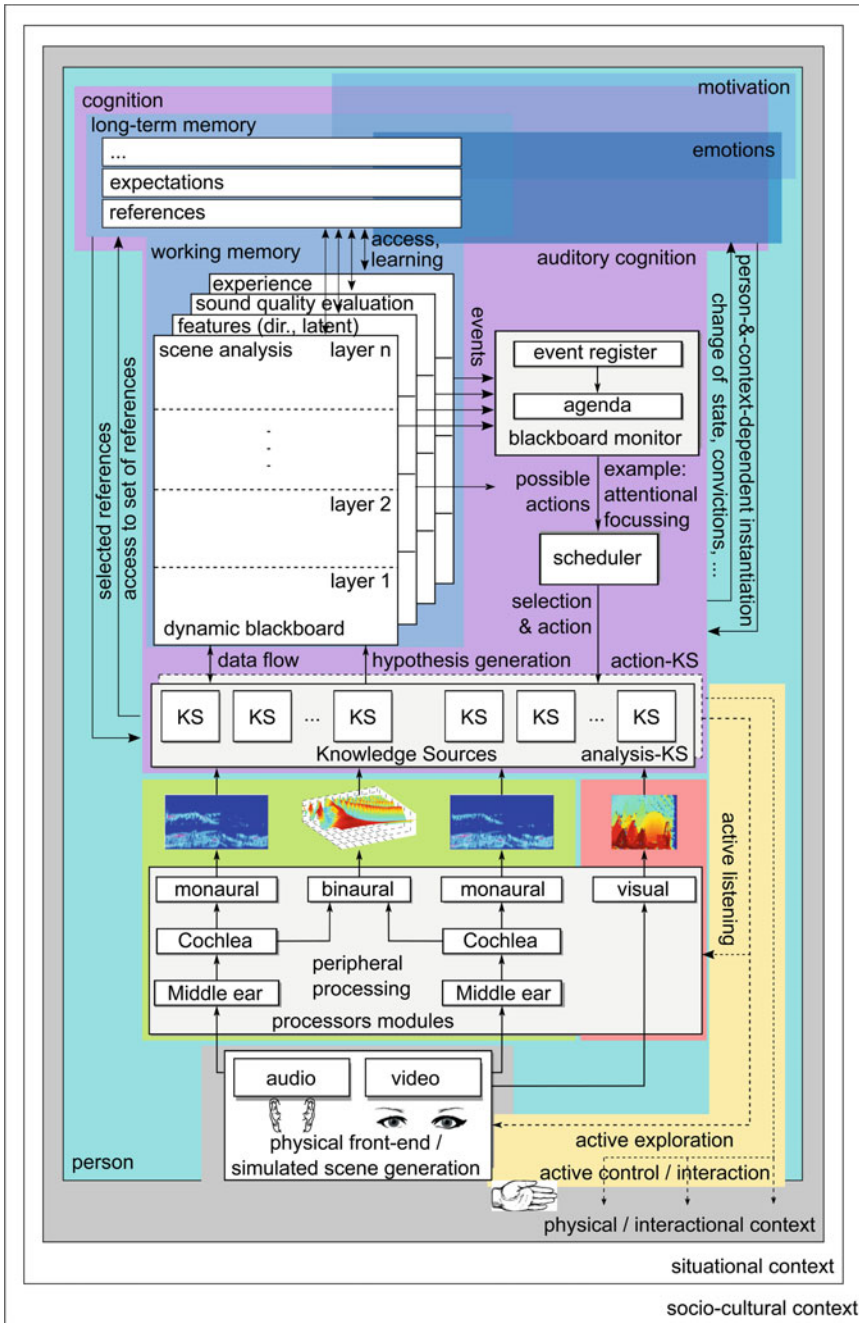 motivation
cognition
long-term memory
emotions
...
expectations
references
access,
learning
working memory
auditory cognition
experience
sound quality evaluation
features (dir., latent)
scene analysis
layer n
layer 2
layer 1
dynamic blackboard
events
event register
agenda
blackboard monitor
possible
actions
example:
attentional
focussing
scheduler
selection
& action
selected references
access to set of references
change of state, convictions, ...
person-&-context-dependent instantiation
data flow
hypothesis generation
action-KS
KS
KS
...
KS
KS
KS
...
KS
Knowledge Sources
analysis-KS
monaural
binaural
monaural
visual
Cochlea
Cochlea
peripheral
processing
Middle ear
Middle ear
processors modules
active listening
audio
video
physical front-end /
simulated scene generation
person
active exploration
active control / interaction
physical / interactional context
situational context
socio-cultural context